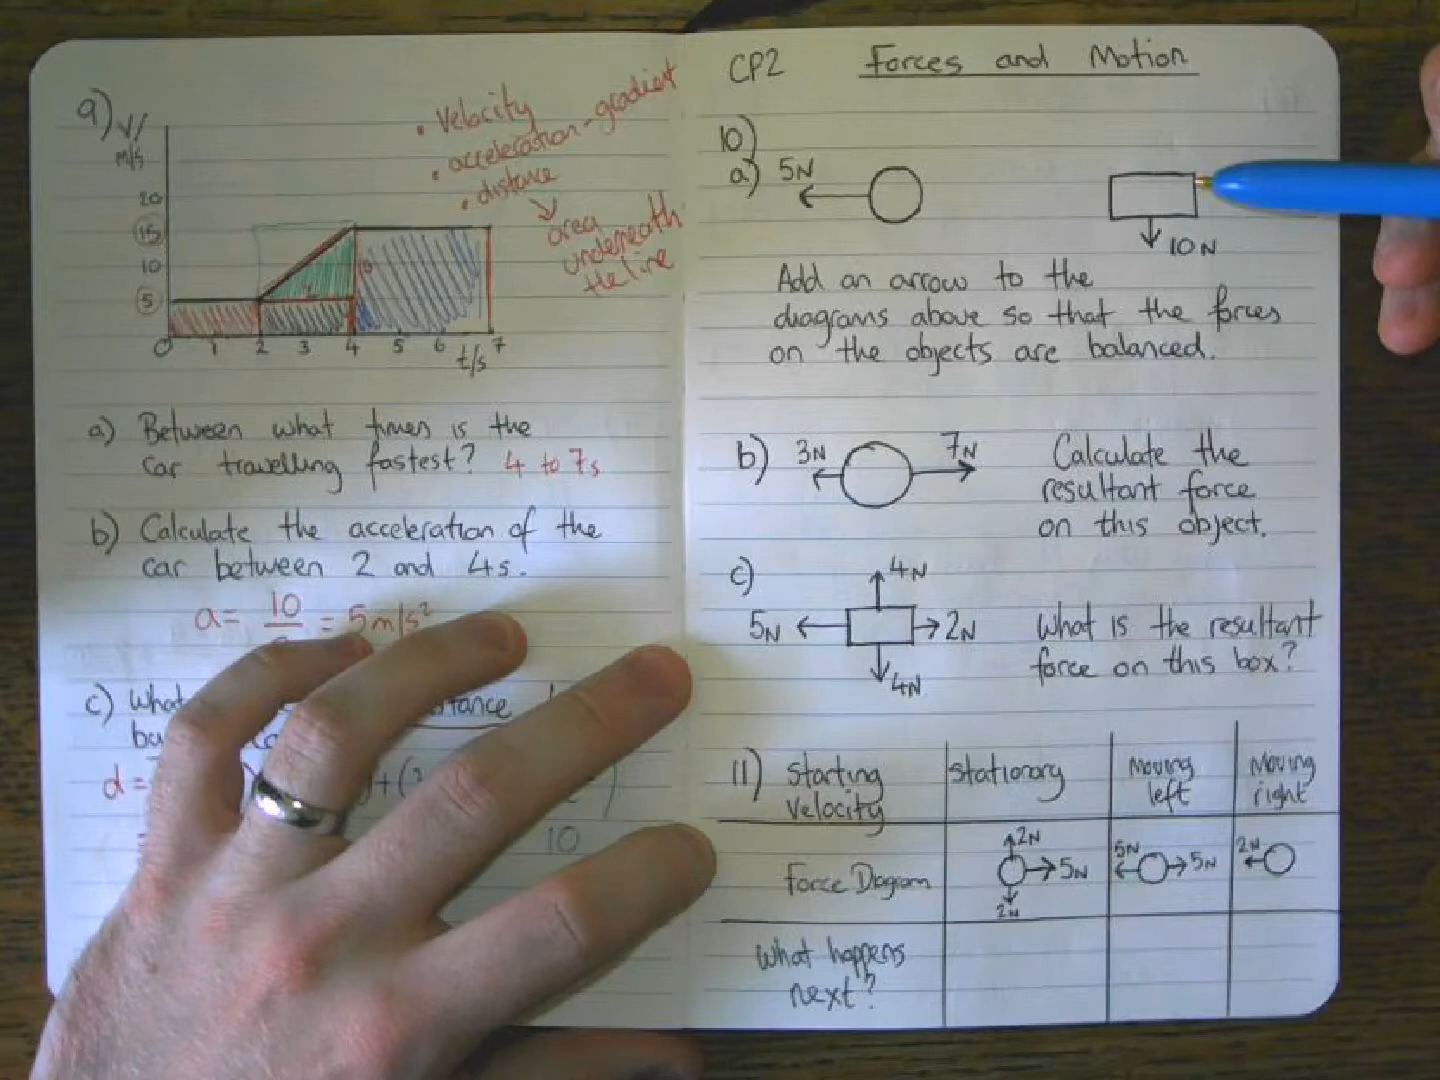 9)
V/
m/s
20
15
10
5
0 1 2 3 4 5 6 7
t/s
10
2
• Velocity
• acceleration - gradient
• distance
area
underneath
the line
a) Between what times is the
car travelling fastest? 4 to 7s
b) Calculate the acceleration of the
car between 2 and 4s.
a = 10 = 5m/s²
c) What
d =
10
CP2 Forces and Motion
10)
a) 5N
10N
Add an arrow to the
diagrams above so that the forces
on the objects are balanced.
b) 3N 7N
Calculate the
resultant force
on this object.
c) 4N
5N 2N
4N
What is the resultant
force on this box?
11) Starting
Velocity
Stationary
Moving
left
Moving
right
Force Diagram
2N
5N
2N
5N 5N
2N
What happens
next?